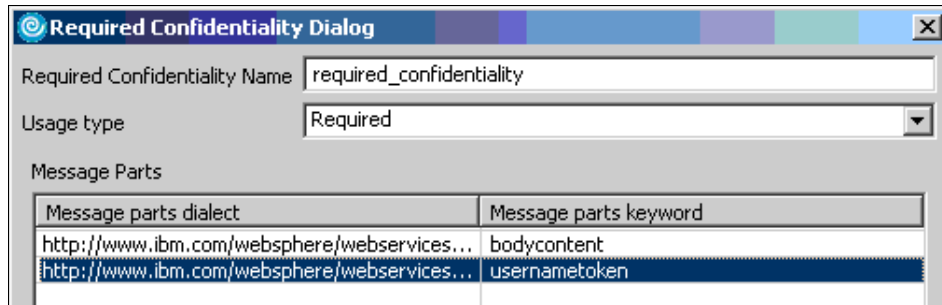 Required Confidentiality Dialog
Required Confidentiality Name required_confidentiality
Usage type Required
Message Parts
Message parts dialect Message parts keyword
http://www.ibm.com/websphere/webservices... bodycontent
http://www.ibm.com/websphere/webservices... usernametoken